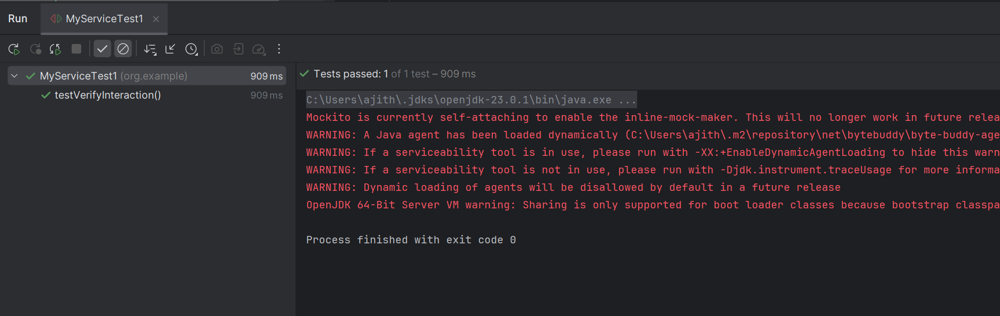 Run
MyServiceTest1
MyServiceTest1 (org.example) 909 ms
testVerifyInteraction() 909 ms
Tests passed: 1 of 1 test – 909 ms
C:\Users\ajith\.jdks\openjdk-23.0.1\bin\java.exe ...
Mockito is currently self-attaching to enable the inline-mock-maker. This will no longer work in future relea
WARNING: A Java agent has been loaded dynamically (C:\Users\ajith\.m2\repository\net\bytebuddy\byte-buddy-age
WARNING: If a serviceability tool is in use, please run with -XX:+EnableDynamicAgentLoading to hide this warn
WARNING: If a serviceability tool is not in use, please run with -Djdk.instrument.traceUsage for more informa
WARNING: Dynamic loading of agents will be disallowed by default in a future release
OpenJDK 64-Bit Server VM warning: Sharing is only supported for boot loader classes because bootstrap classpa
Process finished with exit code 0